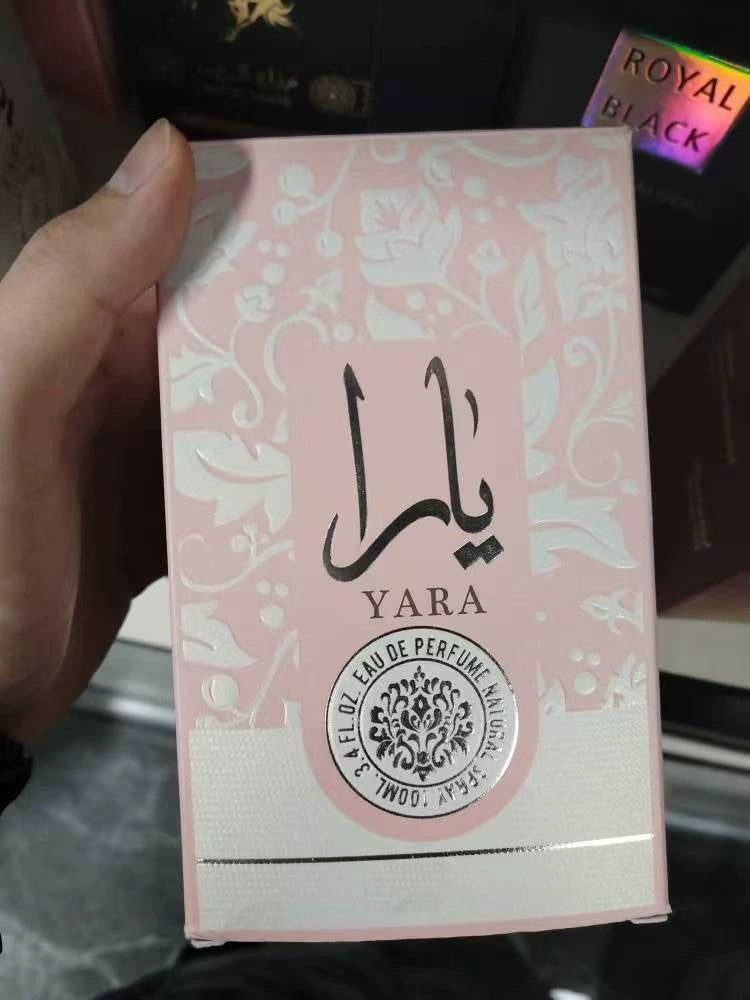 ROYAL
BLACK
يارا
YARA
3.4 FL.OZ. EAU DE PERFUME NATURAL SPRAY 100ML.